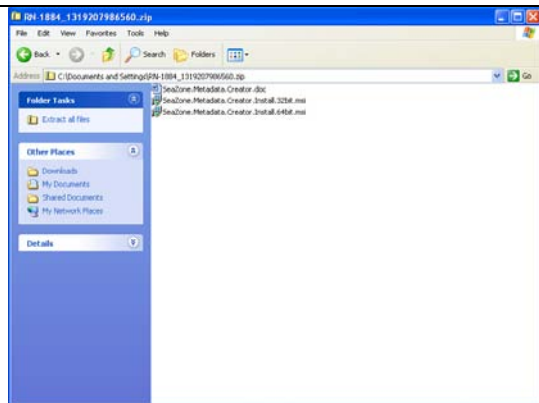 RN-1884_1319207986560.zip
File Edit View Favorites Tools Help
Back Search Folders
Address C:\Documents and Settings\RN-1884_1319207986560.zip Go
Folder Tasks
Extract all files
Other Places
Downloads
My Documents
Shared Documents
My Network Places
Details
SeaZone.Metadata.Creator.doc
SeaZone.Metadata.Creator.Install.32bit.msi
SeaZone.Metadata.Creator.Install.64bit.msi